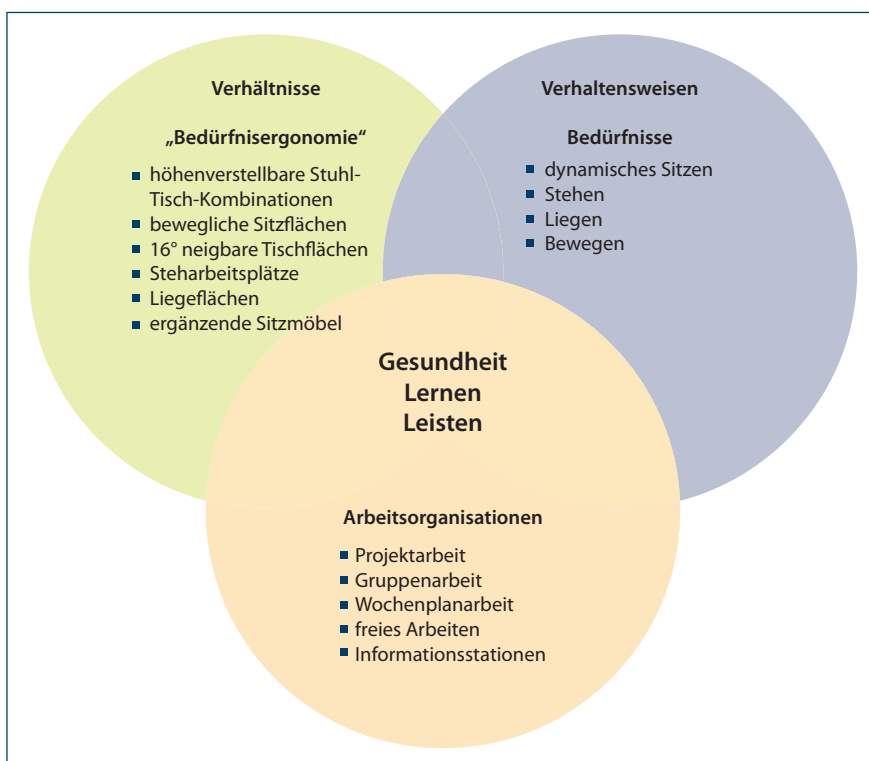 Verhältnisse
„Bedürfnisergonomie“
■ höhenverstellbare Stuhl-
Tisch-Kombinationen
■ bewegliche Sitzflächen
■ 16° neigbare Tischflächen
■ Steharbeitsplätze
■ Liegeflächen
■ ergänzende Sitzmöbel
Verhaltensweisen
Bedürfnisse
■ dynamisches Sitzen
■ Stehen
■ Liegen
■ Bewegen
Gesundheit
Lernen
Leisten
Arbeitsorganisationen
■ Projektarbeit
■ Gruppenarbeit
■ Wochenplanarbeit
■ freies Arbeiten
■ Informationsstationen